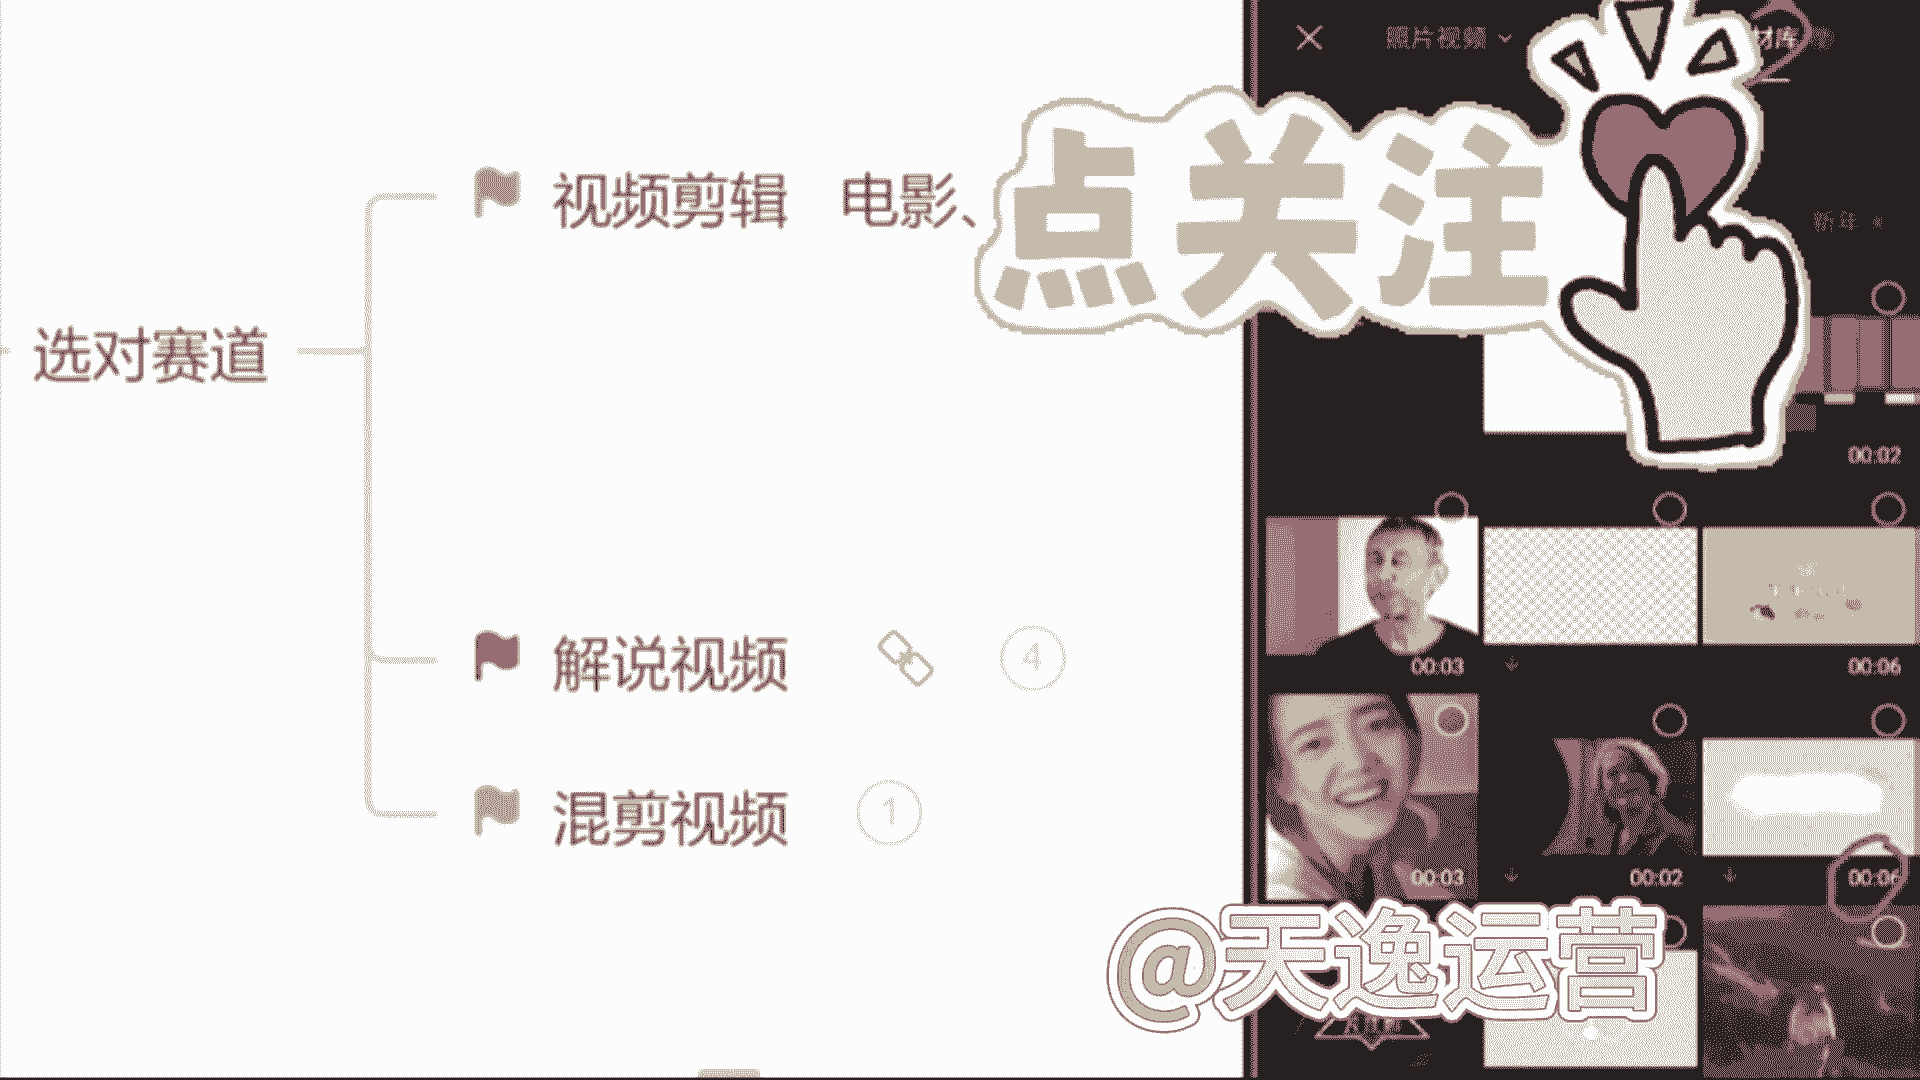 照片视频
材库
点关注
视频剪辑 电影、
新年
选对赛道
00:02
解说视频 4
00:03
00:06
混剪视频 1
00:03
00:02
00:06
@天逸运营